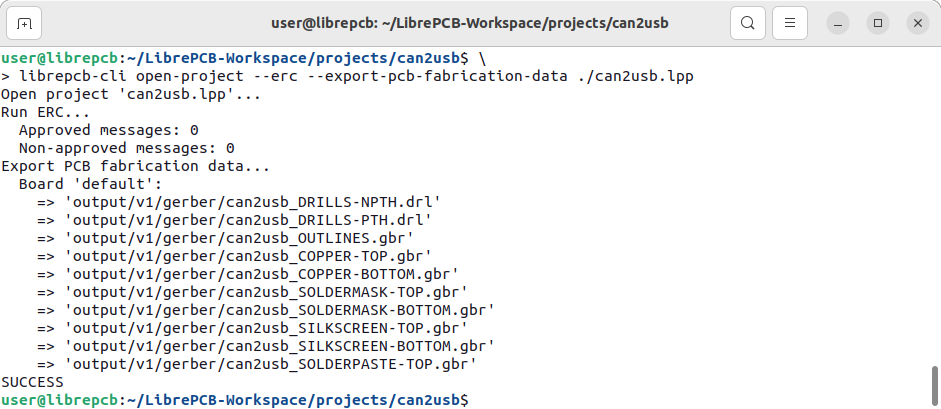 user@librepcb: ~/LibrePCB-Workspace/projects/can2usb
user@librepcb:~/LibrePCB-Workspace/projects/can2usb$ \
> librepcb-cli open-project --erc --export-pcb-fabrication-data ./can2usb.lpp
Open project 'can2usb.lpp'...
Run ERC...
  Approved messages: 0
  Non-approved messages: 0
Export PCB fabrication data...
  Board 'default':
    => 'output/v1/gerber/can2usb_DRILLS-NPTH.drl'
    => 'output/v1/gerber/can2usb_DRILLS-PTH.drl'
    => 'output/v1/gerber/can2usb_OUTLINES.gbr'
    => 'output/v1/gerber/can2usb_COPPER-TOP.gbr'
    => 'output/v1/gerber/can2usb_COPPER-BOTTOM.gbr'
    => 'output/v1/gerber/can2usb_SOLDERMASK-TOP.gbr'
    => 'output/v1/gerber/can2usb_SOLDERMASK-BOTTOM.gbr'
    => 'output/v1/gerber/can2usb_SILKSCREEN-TOP.gbr'
    => 'output/v1/gerber/can2usb_SILKSCREEN-BOTTOM.gbr'
    => 'output/v1/gerber/can2usb_SOLDERPASTE-TOP.gbr'
SUCCESS
user@librepcb:~/LibrePCB-Workspace/projects/can2usb$